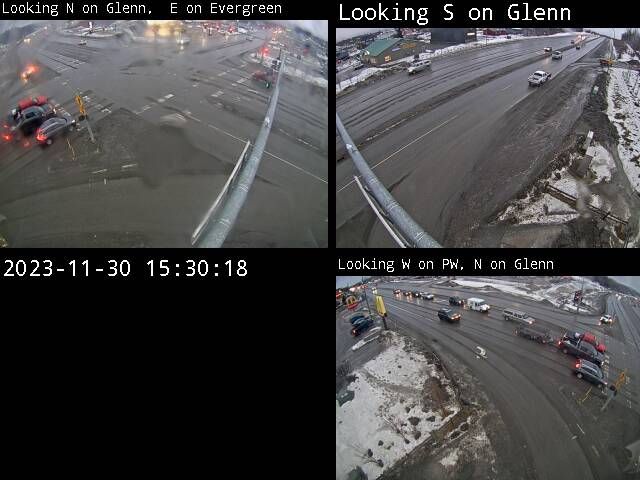 Looking N on Glenn,  E on Evergreen
Looking S on Glenn
2023-11-30 15:30:18
Looking W on PW, N on Glenn